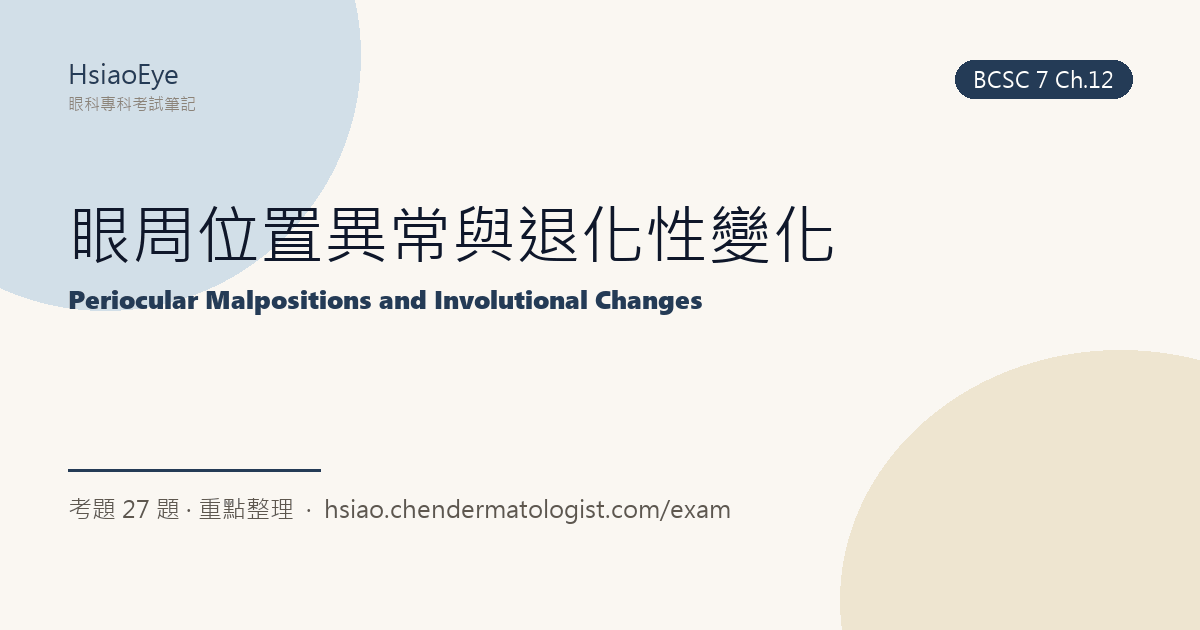 HsiaoEye
眼科專科考試筆記
BCSC 7 Ch.12
眼周位置異常與退化性變化
Periocular Malpositions and Involutional Changes
考題 27 題 · 重點整理 · hsiao.chendermatologist.com/exam